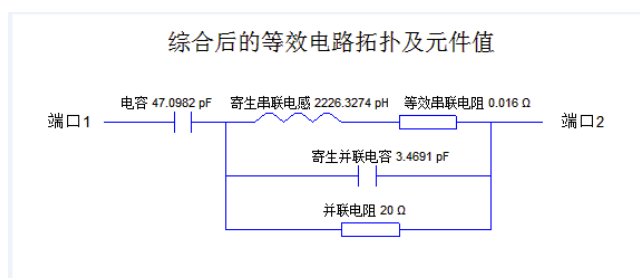 综合后的等效电路拓扑及元件值
电容 47.0982 pF 寄生串联电感 2226.3274 pH 等效串联电阻 0.016 Ω
端口1 端口2
寄生并联电容 3.4691 pF
并联电阻 20 Ω